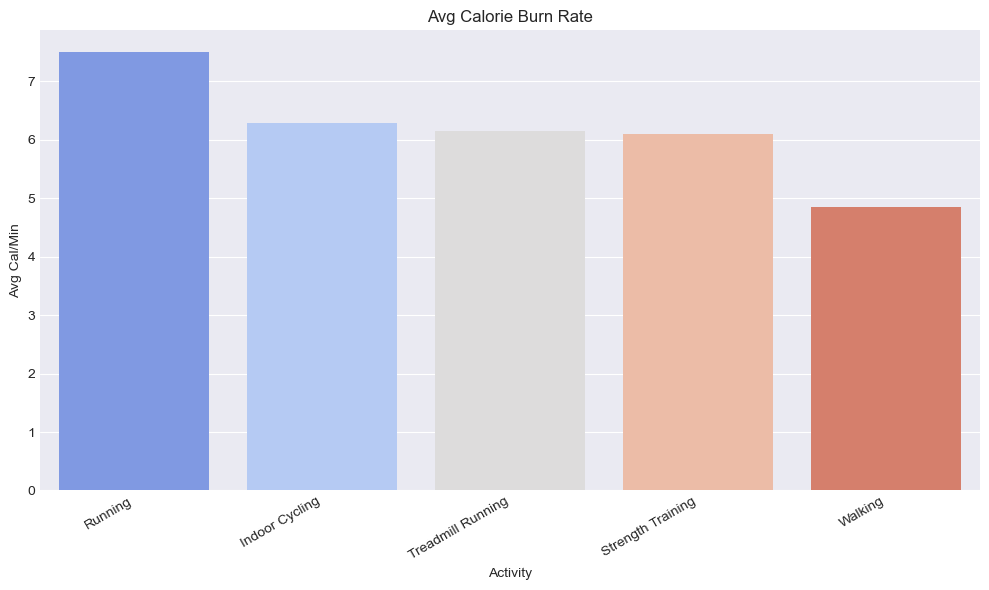 Avg Calorie Burn Rate
Avg Cal/Min
7
6
5
4
3
2
1
0
Running
Indoor Cycling
Treadmill Running
Strength Training
Walking
Activity